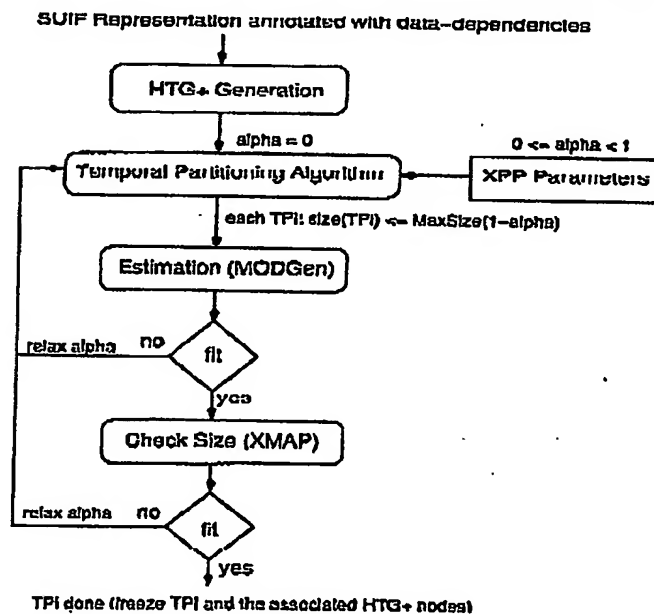 SUIF Representation annotated with data-dependencies
HTG+ Generation
alpha = 0
0 <= alpha < 1
Temporal Partitioning Algorithm
XPP Parameters
each TPi: size(TPi) <= MaxSize(1-alpha)
Estimation (MODGen)
relax alpha
no
fit
yes
Check Size (XMAP)
relax alpha
no
fit
yes
TPi done (freeze TPi and the associated HTG+ nodes)